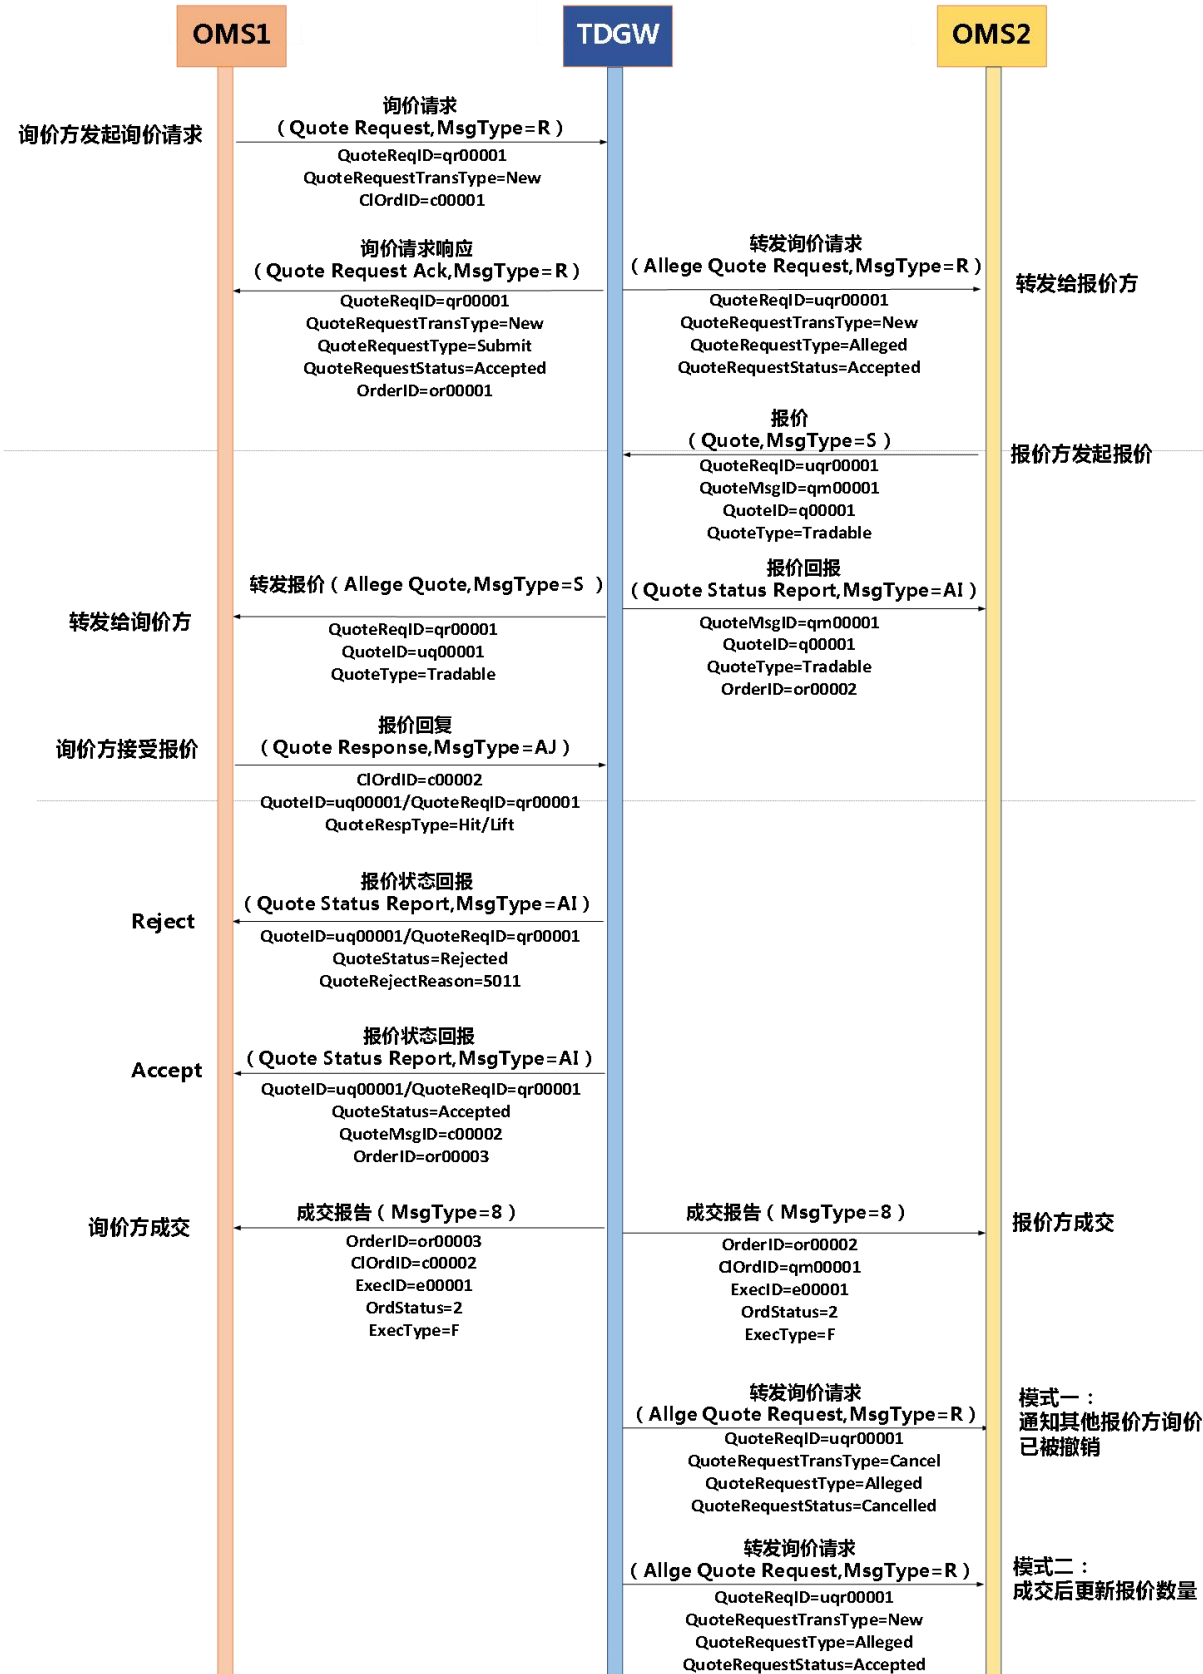 OMS1
TDGW
OMS2
询价方发起询价请求
询价请求
（Quote Request,MsgType=R）
QuoteReqID=qr00001
QuoteRequestTransType=New
ClOrdID=c00001
询价请求响应
（Quote Request Ack,MsgType=R）
QuoteReqID=qr00001
QuoteRequestTransType=New
QuoteRequestType=Submit
QuoteRequestStatus=Accepted
OrderID=or00001
转发询价请求
（Allege Quote Request,MsgType=R）
QuoteReqID=uqr00001
QuoteRequestTransType=New
QuoteRequestType=Alleged
QuoteRequestStatus=Accepted
转发给报价方
报价
（Quote,MsgType=S）
QuoteReqID=uqr00001
QuoteMsgID=qm00001
QuoteID=q00001
QuoteType=Tradable
报价方发起报价
转发给询价方
转发报价（Allege Quote,MsgType=S ）
QuoteReqID=qr00001
QuoteID=uq00001
QuoteType=Tradable
报价回报
（Quote Status Report,MsgType=AI）
QuoteMsgID=qm00001
QuoteID=q00001
QuoteType=Tradable
OrderID=or00002
询价方接受报价
报价回复
（Quote Response,MsgType=AJ）
ClOrdID=c00002
QuoteID=uq00001/QuoteReqID=qr00001
QuoteRespType=Hit/Lift
Reject
报价状态回报
（Quote Status Report,MsgType=AI）
QuoteID=uq00001/QuoteReqID=qr00001
QuoteStatus=Rejected
QuoteRejectReason=5011
Accept
报价状态回报
（Quote Status Report,MsgType=AI）
QuoteID=uq00001/QuoteReqID=qr00001
QuoteStatus=Accepted
QuoteMsgID=c00002
OrderID=or00003
询价方成交
成交报告（MsgType=8）
OrderID=or00003
ClOrdID=c00002
ExecID=e00001
OrdStatus=2
ExecType=F
成交报告（MsgType=8）
OrderID=or00002
ClOrdID=qm00001
ExecID=e00001
OrdStatus=2
ExecType=F
报价方成交
转发询价请求
（Allge Quote Request,MsgType=R）
QuoteReqID=uqr00001
QuoteRequestTransType=Cancel
QuoteRequestType=Alleged
QuoteRequestStatus=Cancelled
模式一：
通知其他报价方询价
已被撤销
转发询价请求
（Allge Quote Request,MsgType=R）
QuoteReqID=uqr00001
QuoteRequestTransType=New
QuoteRequestType=Alleged
QuoteRequestStatus=Accepted
模式二：
成交后更新报价数量